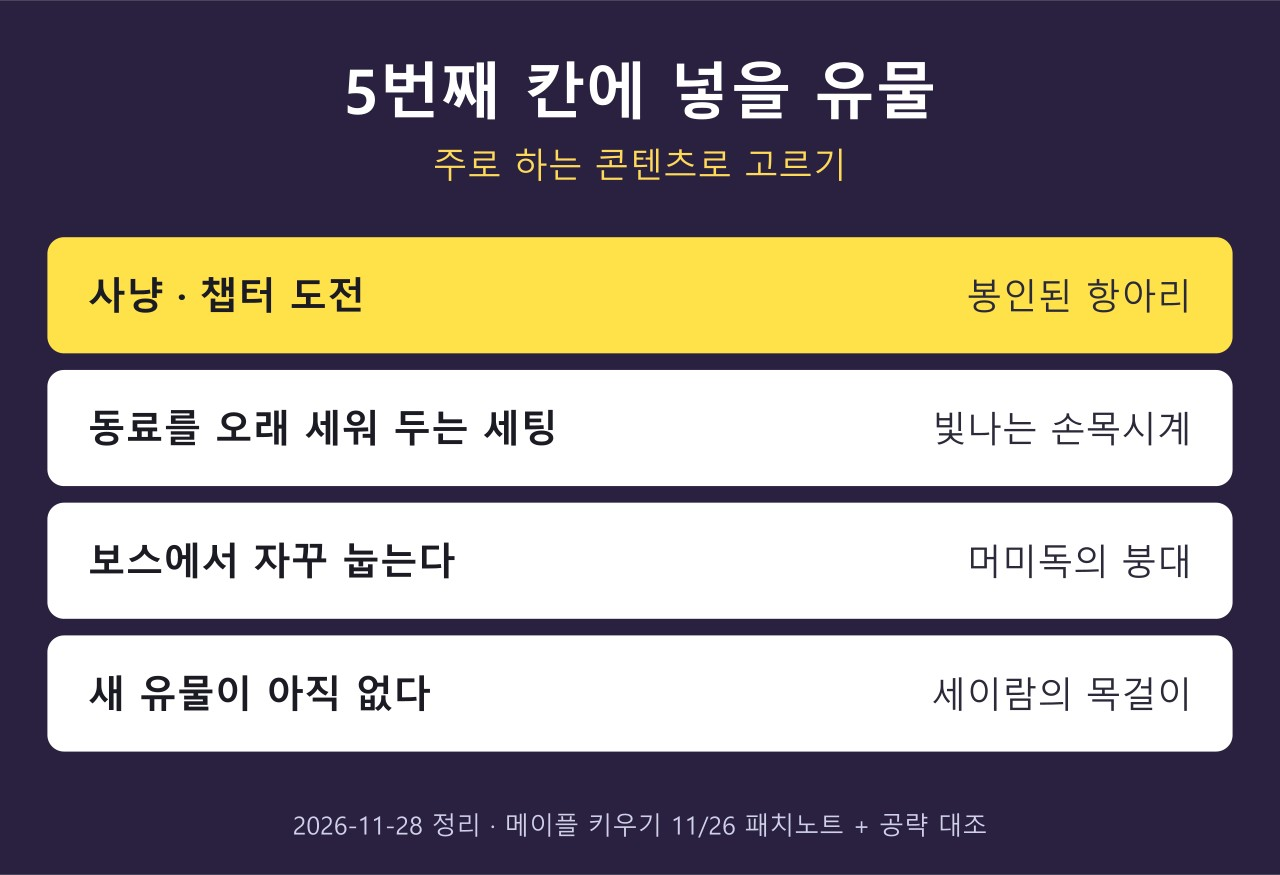 5번째 칸에 넣을 유물
주로 하는 콘텐츠로 고르기
사냥 · 챕터 도전 봉인된 항아리
동료를 오래 세워 두는 세팅 빛나는 손목시계
보스에서 자꾸 눕는다 머미독의 붕대
새 유물이 아직 없다 세이람의 목걸이
2026-11-28 정리 · 메이플 키우기 11/26 패치노트 + 공략 대조